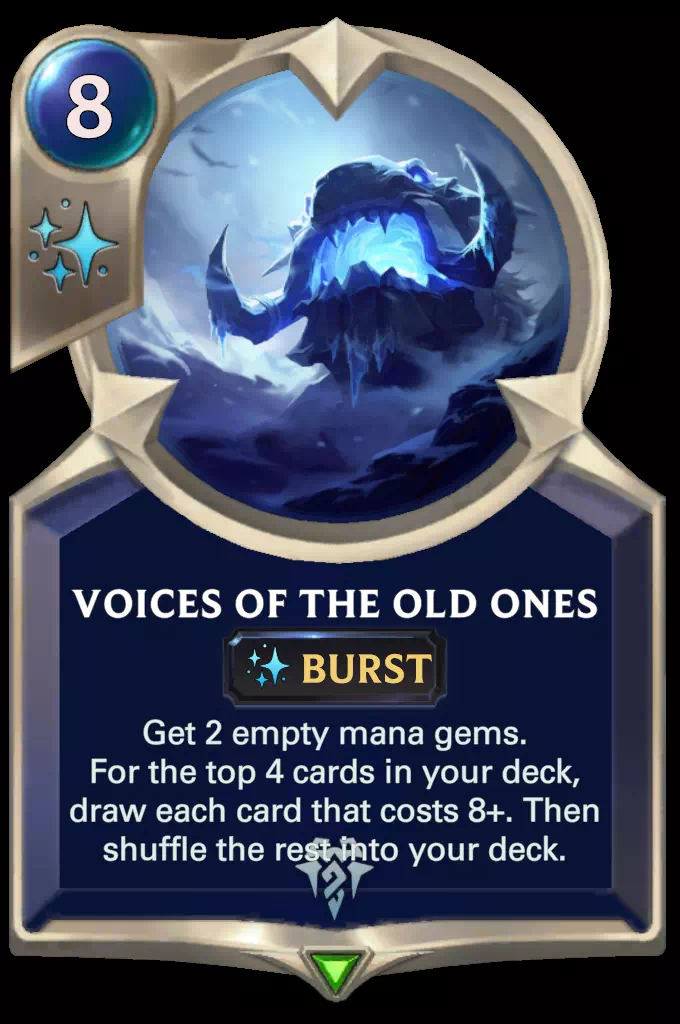 8
VOICES OF THE OLD ONES
BURST
Get 2 empty mana gems.
For the top 4 cards in your deck,
draw each card that costs 8+. Then
shuffle the rest into your deck.